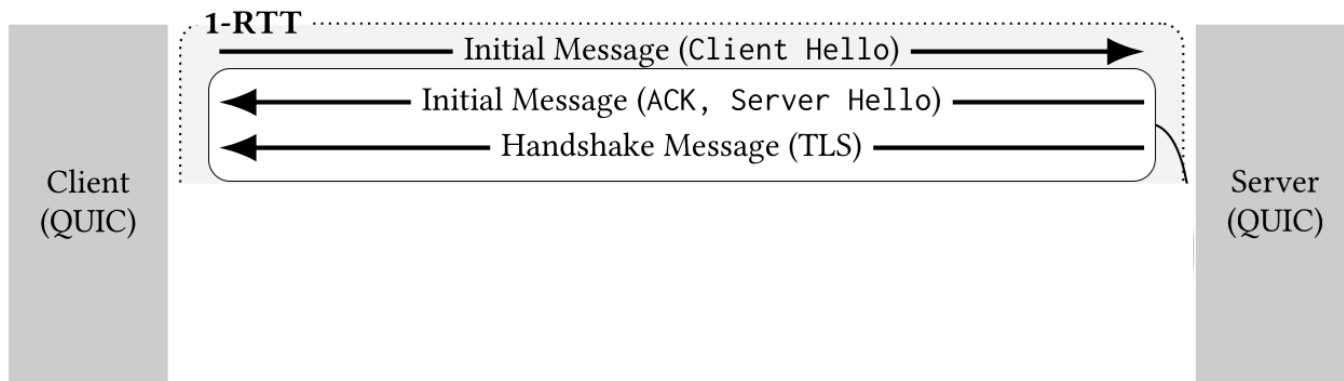 1-RTT
Initial Message (Client Hello)
Initial Message (ACK, Server Hello)
Handshake Message (TLS)
Client
(QUIC)
Server
(QUIC)